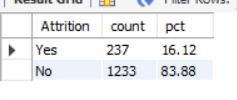 Result Grid Filter Rows:
Attrition count pct
Yes 237 16.12
No 1233 83.88